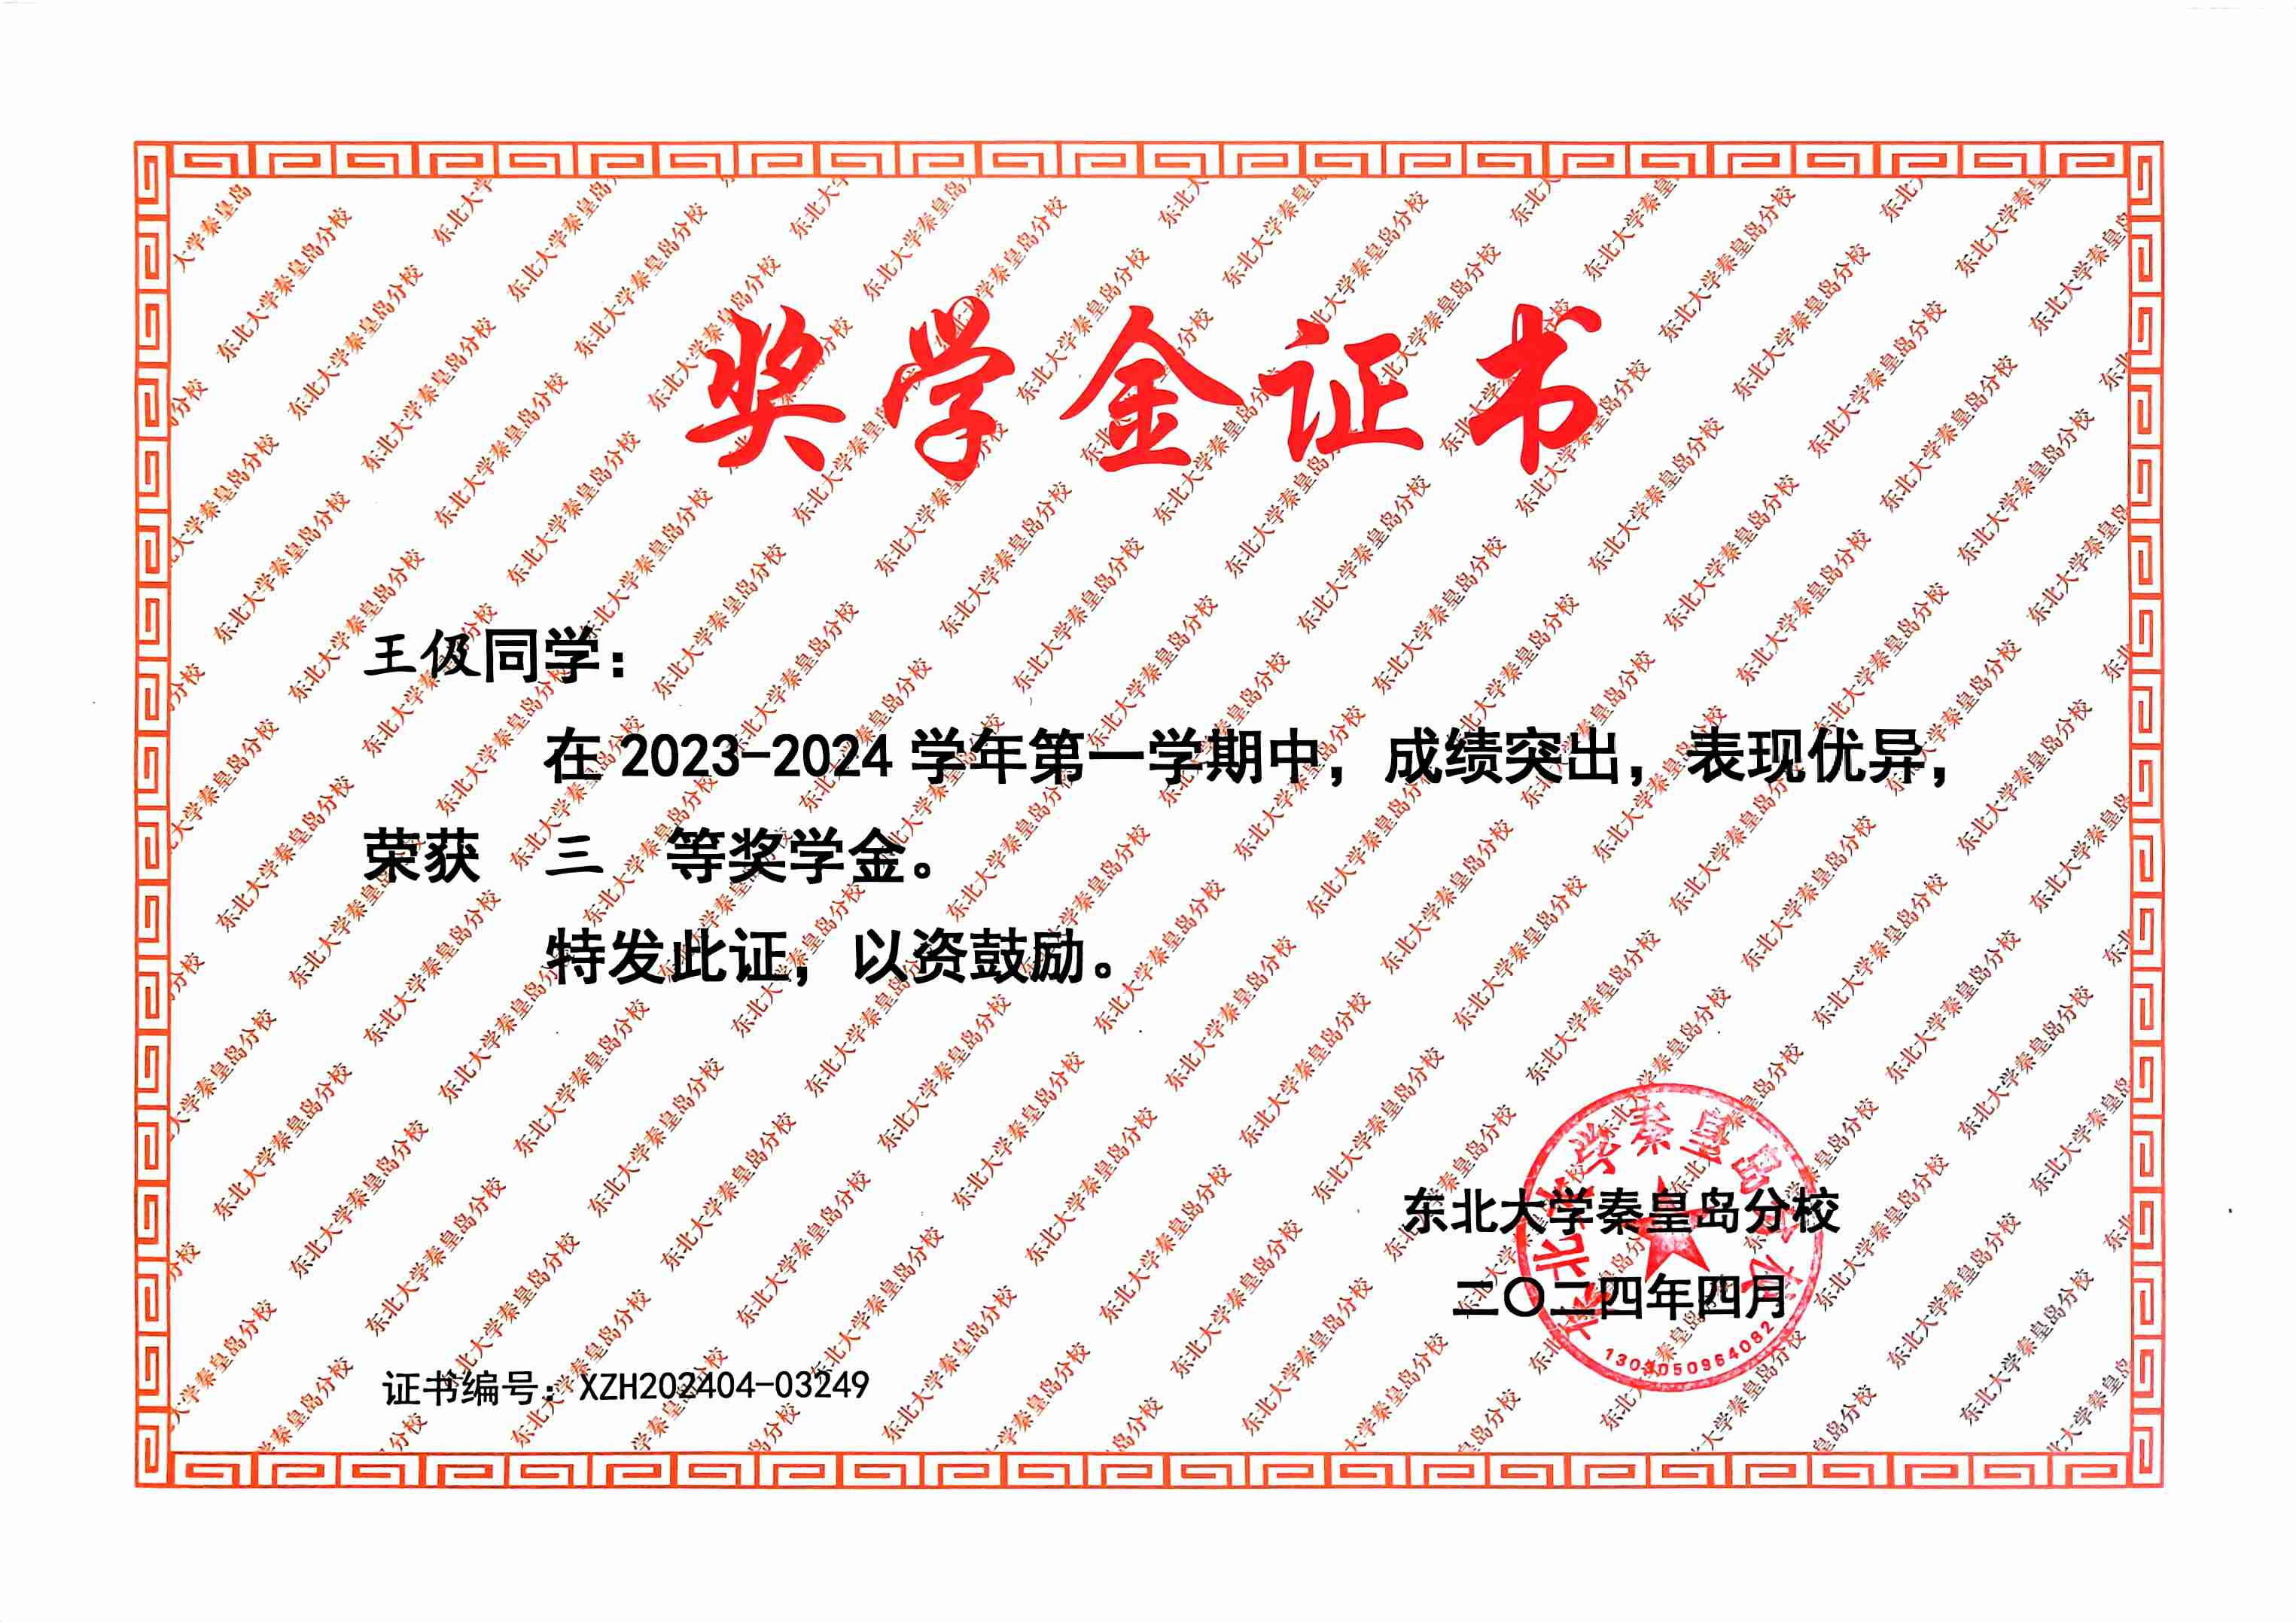 奖学金证书
王伋同学：
在 2023-2024 学年第一学期中，成绩突出，表现优异，
荣获 三 等奖学金。
特发此证，以资鼓励。
东北大学秦皇岛分校
二〇二四年四月
证书编号：XZH202404-03249
东北大学秦皇岛分校